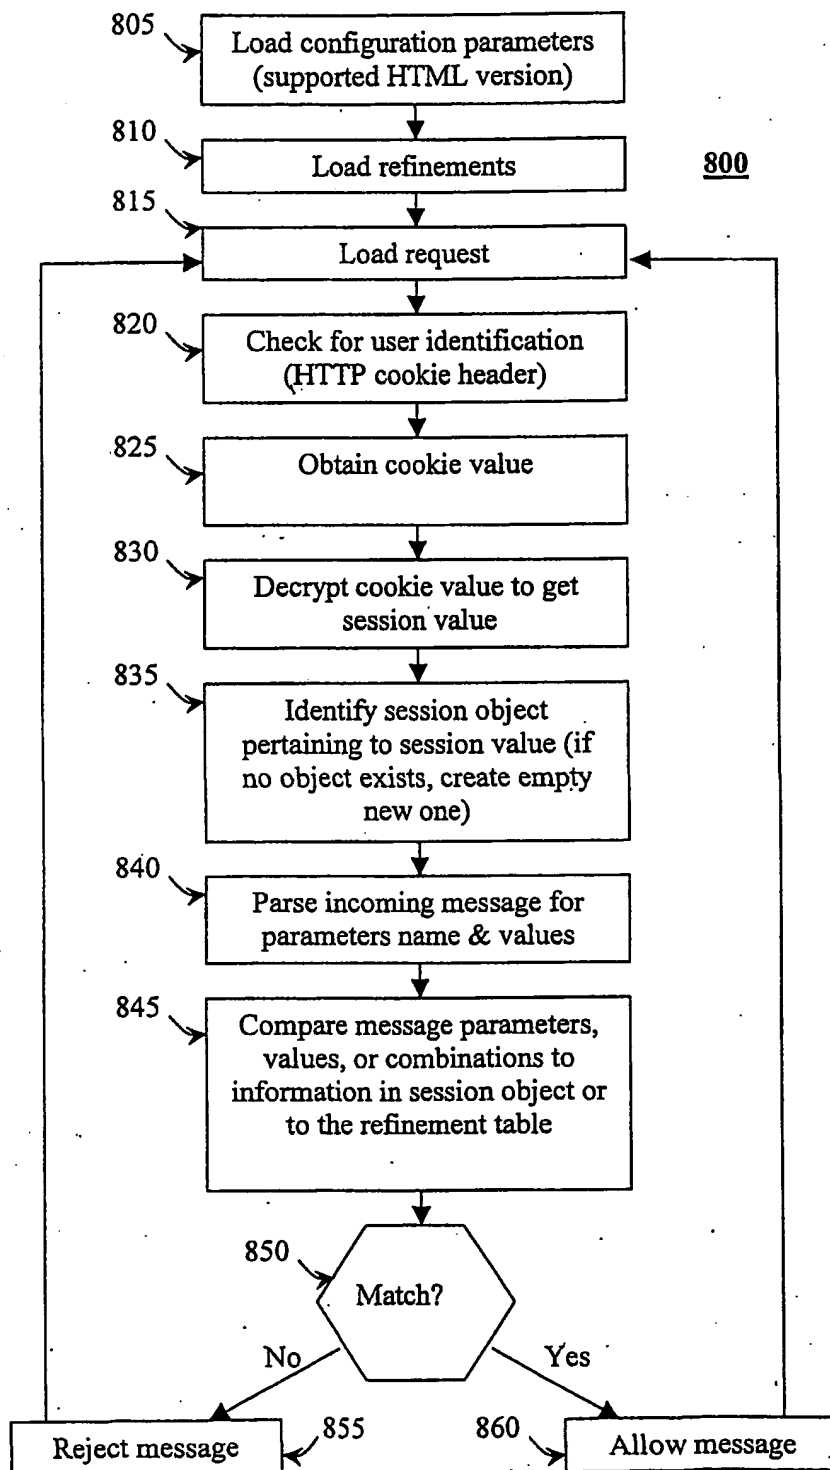 805
Load configuration parameters
(supported HTML version)
810
Load refinements
800
815
Load request
820
Check for user identification
(HTTP cookie header)
825
Obtain cookie value
830
Decrypt cookie value to get
session value
835
Identify session object
pertaining to session value (if
no object exists, create empty
new one)
840
Parse incoming message for
parameters name & values
845
Compare message parameters,
values, or combinations to
information in session object or
to the refinement table
850
Match?
No
Yes
Reject message
855
860
Allow message